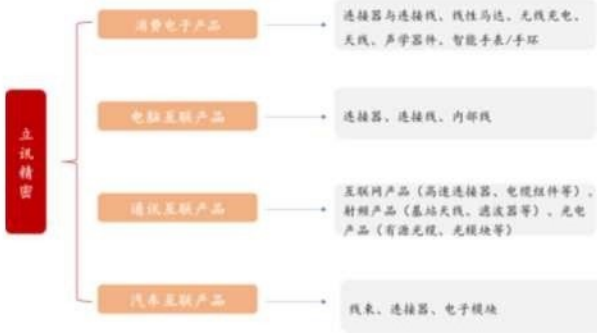 立讯精密
消费电子产品
连接器与连接线、线性马达、无线充电、
天线、声学器件、智能手表/手环
电脑互联产品
连接器、连接线、内部线
通讯互联产品
互联网产品（高速连接器、电缆组件等）、
射频产品（基站天线、滤波器等）、光电
产品（有源光缆、光模块等）
汽车互联产品
线束、连接器、电子模块